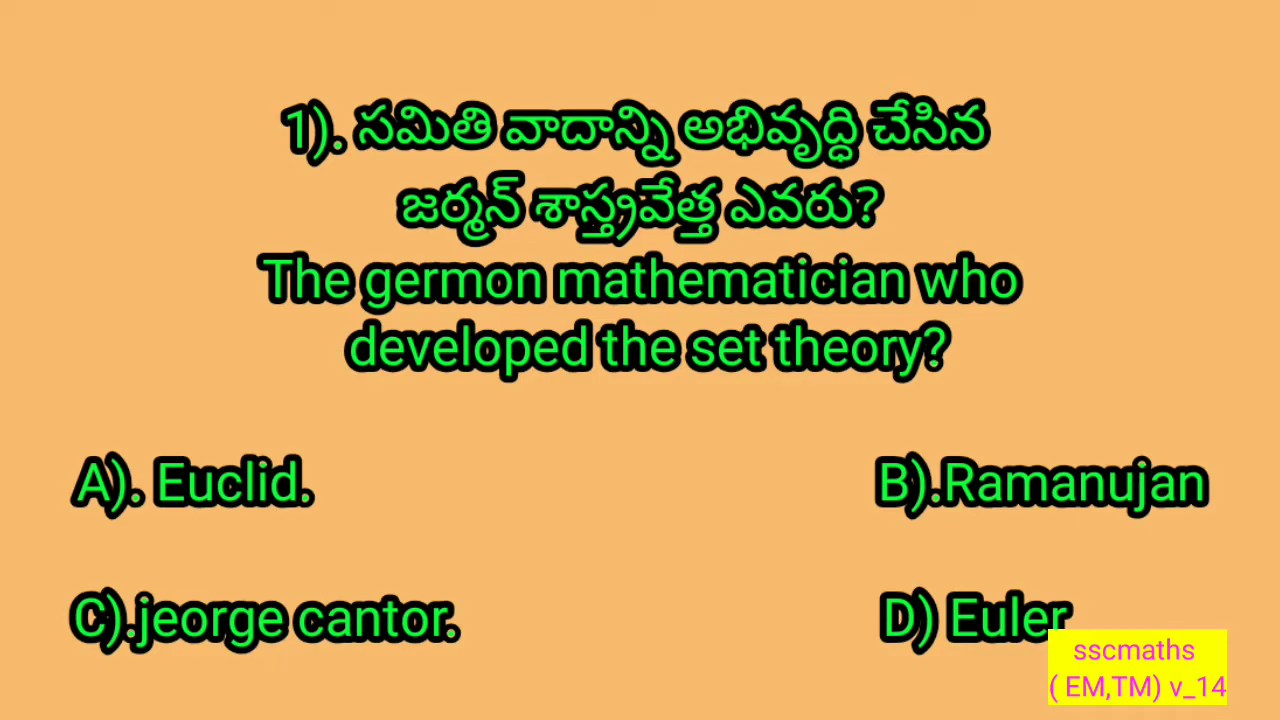 1). సమితి వాదాన్ని అభివృద్ధి చేసిన
జర్మన్ శాస్త్రవేత్త ఎవరు?
The germon mathematician who
developed the set theory?
A). Euclid.
B).Ramanujan
C).jeorge cantor.
D) Euler
sscmaths
( EM,TM) v_14